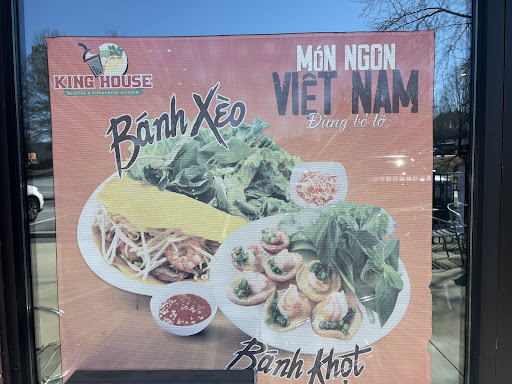 KING HOUSE
MILKTEA & VIETNAMESE KITCHEN
MÓN NGON
VIỆT NAM
Đừng bỏ lỡ
Bánh Xèo
Bánh Khọt